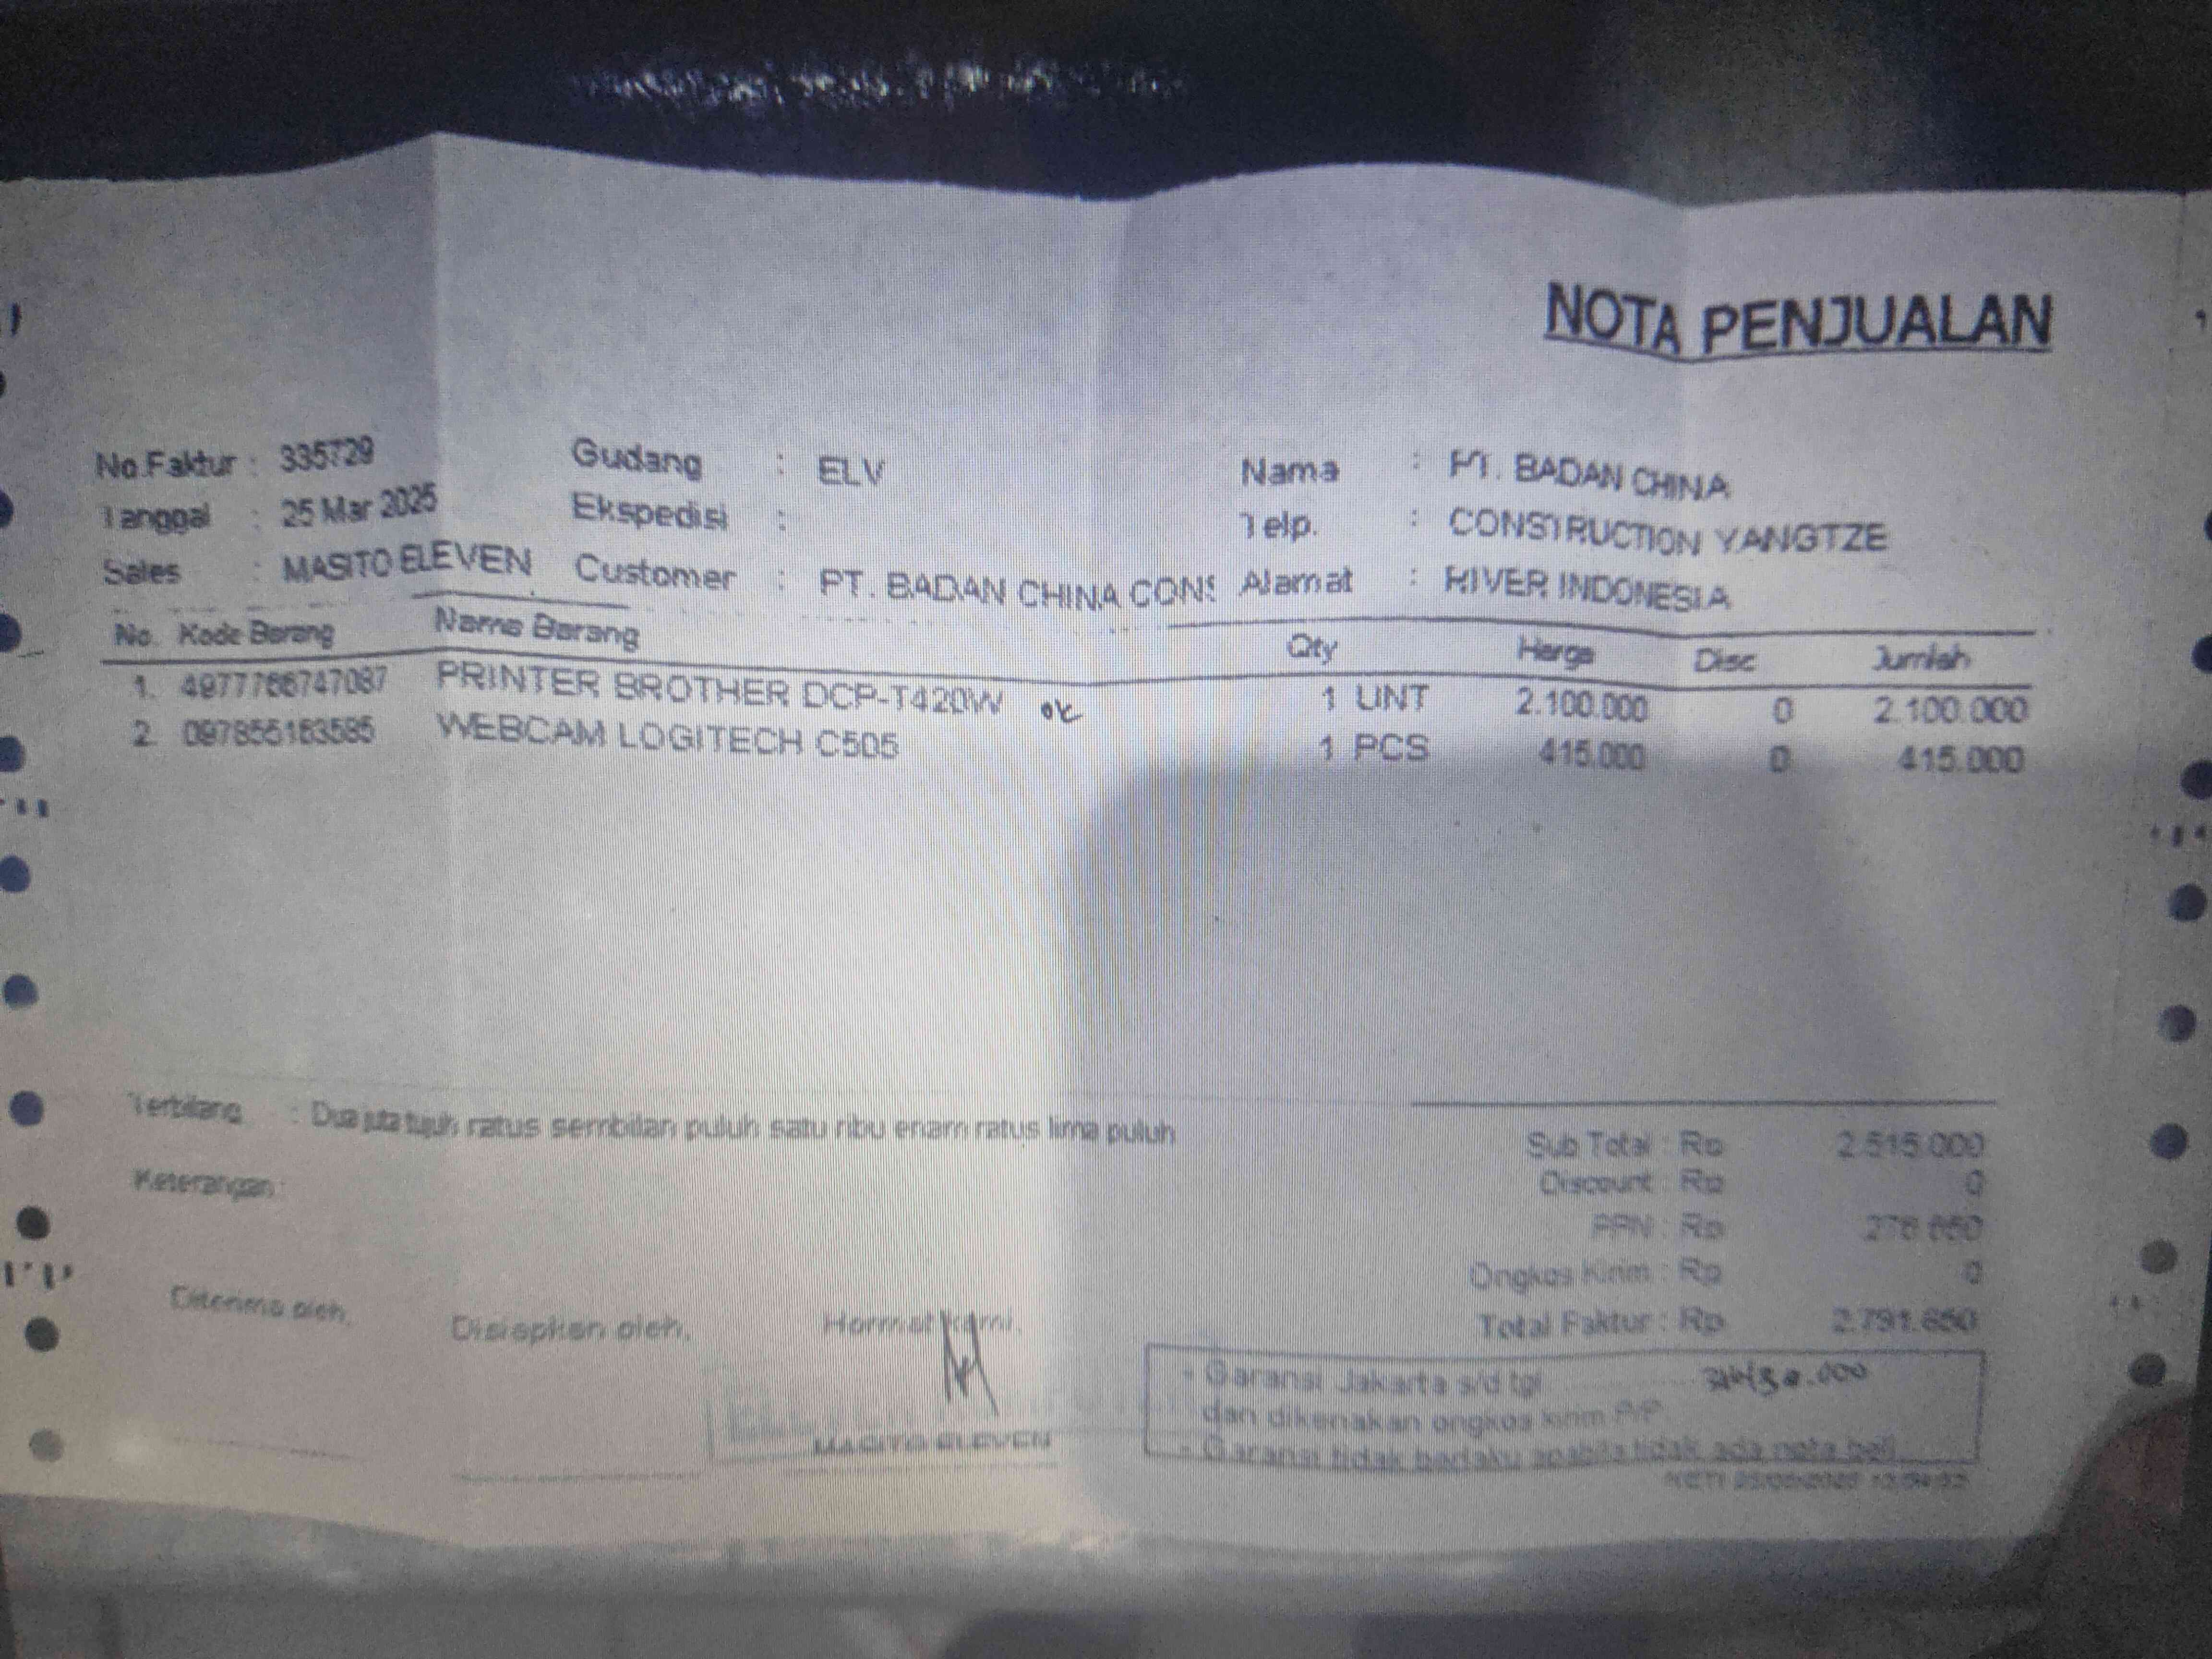 NOTA PENJUALAN
No.Faktur : 335729 Gudang : ELV Nama : PT. BADAN CHINA
Tanggal : 25 Mar 2025 Ekspedisi : Telp. : CONSTRUCTION YANGTZE
Sales : MASITO ELEVEN Customer : PT. BADAN CHINA CONS Alamat : RIVER INDONESIA
No. Kode Barang Nama Barang Qty Harga Disc Jumlah
1. 4977766747087 PRINTER BROTHER DCP-T420W ok 1 UNT 2.100.000 0 2.100.000
2. 097855163585 WEBCAM LOGITECH C505 1 PCS 415.000 0 415.000
Terbilang : Dua juta tujuh ratus sembilan puluh satu ribu enam ratus lima puluh
Sub Total : Rp 2.515.000
Keterangan :
Discount : Rp 0
PPN : Rp 276.650
Ongkos Kirim : Rp 0
Total Faktur : Rp 2.791.650
Diterima oleh, Disiapkan oleh, Hormat kami,
MASITO ELEVEN
- Garansi Jakarta s/d tgl
dan dikenakan ongkos kirim P/P
- Garansi tidak berlaku apabila tidak ada nota beli